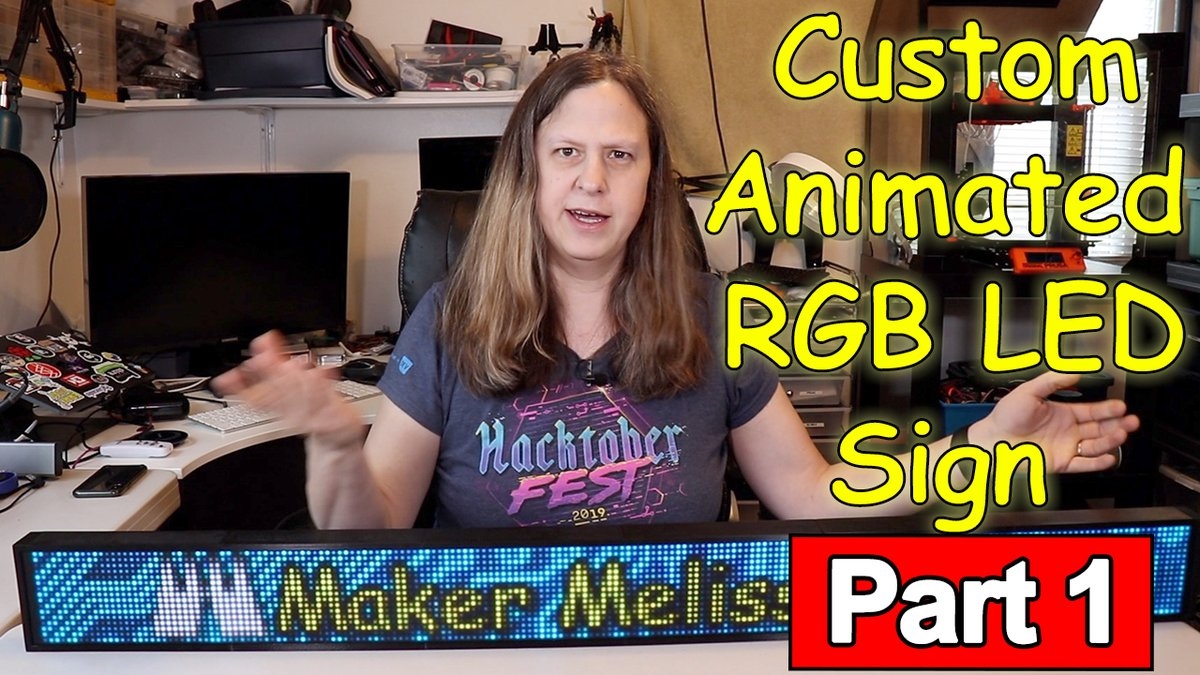 Custom
Animated
RGB LED
Sign
Hacktober
FEST
2019
Maker Meliss
Part 1